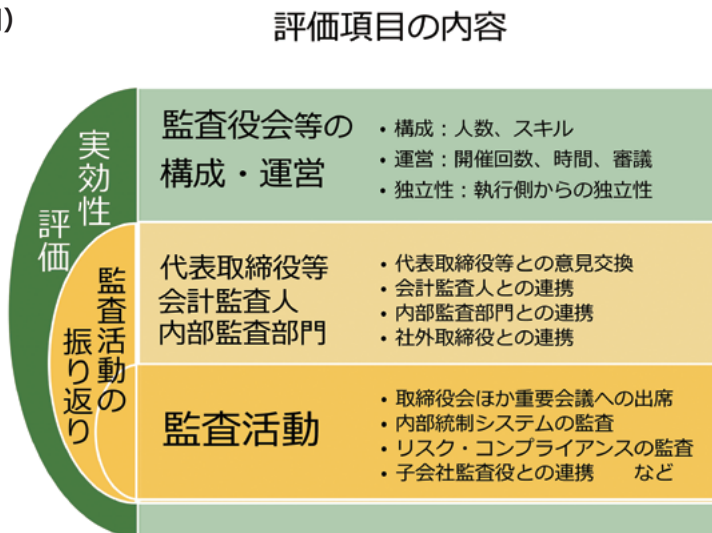 評価項目の内容
実効性
評価
監査活動の
振り返り
監査役会等の
構成・運営
• 構成：人数、スキル
• 運営：開催回数、時間、審議
• 独立性：執行側からの独立性
代表取締役等
会計監査人
内部監査部門
• 代表取締役等との意見交換
• 会計監査人との連携
• 内部監査部門との連携
• 社外取締役との連携
監査活動
• 取締役会ほか重要会議への出席
• 内部統制システムの監査
• リスク・コンプライアンスの監査
• 子会社監査役との連携　など